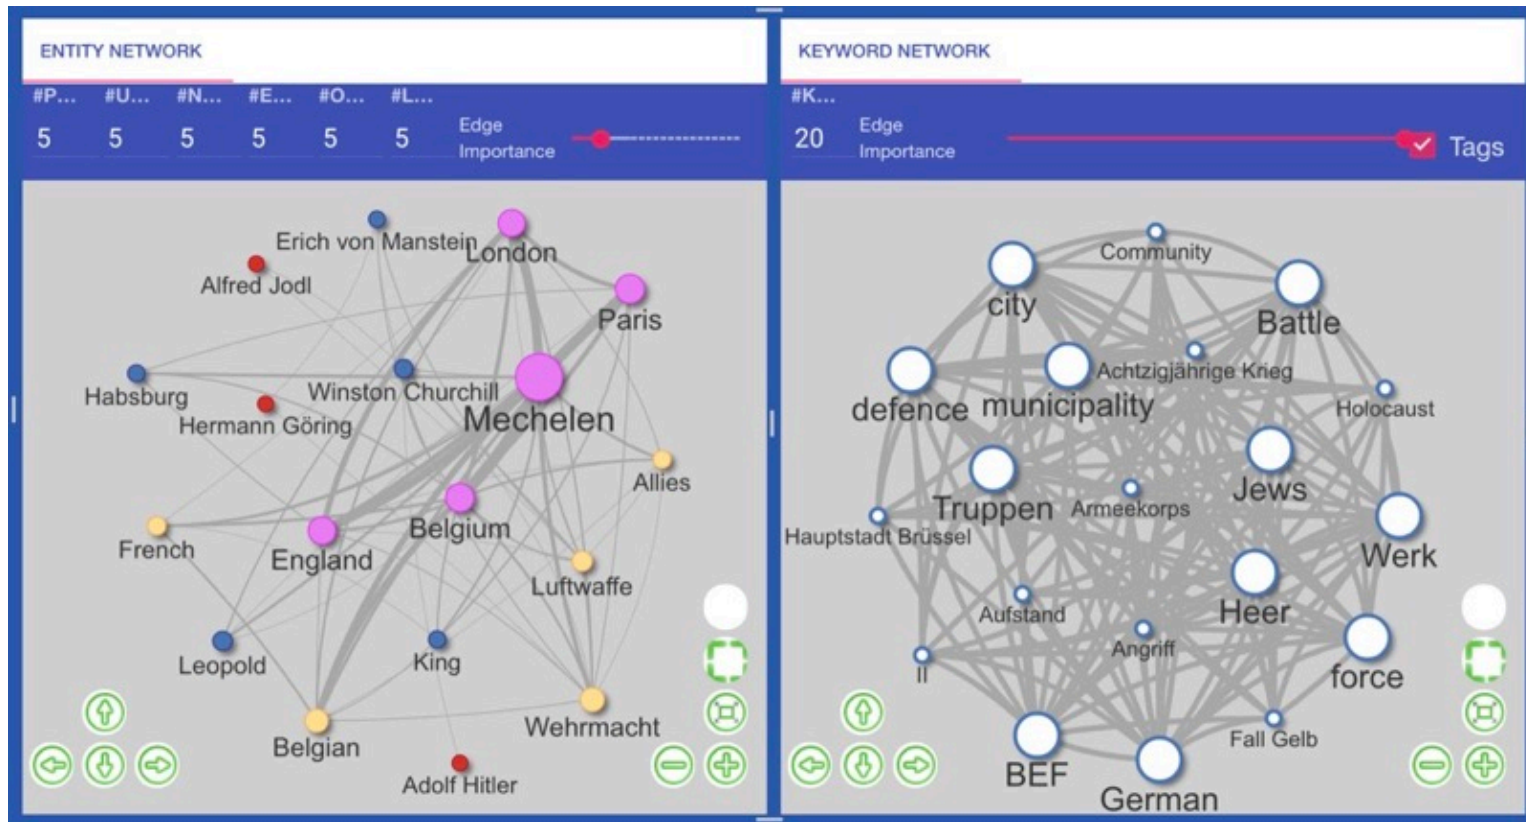 ENTITY NETWORK
#P... #U... #N... #E... #O... #L...
5 5 5 5 5 5
Edge
Importance
Erich von Manstein
London
Alfred Jodl
Paris
Habsburg
Winston Churchill
Hermann Göring
Mechelen
Allies
French
Belgium
England
Luftwaffe
Leopold
King
Belgian
Wehrmacht
Adolf Hitler
KEYWORD NETWORK
#K...
20
Edge
Importance
Tags
Community
city
Battle
Achtzigjährige Krieg
defence
municipality
Holocaust
Jews
Truppen
Armeekorps
Hauptstadt Brüssel
Werk
Aufstand
Heer
Angriff
II
force
Fall Gelb
BEF
German